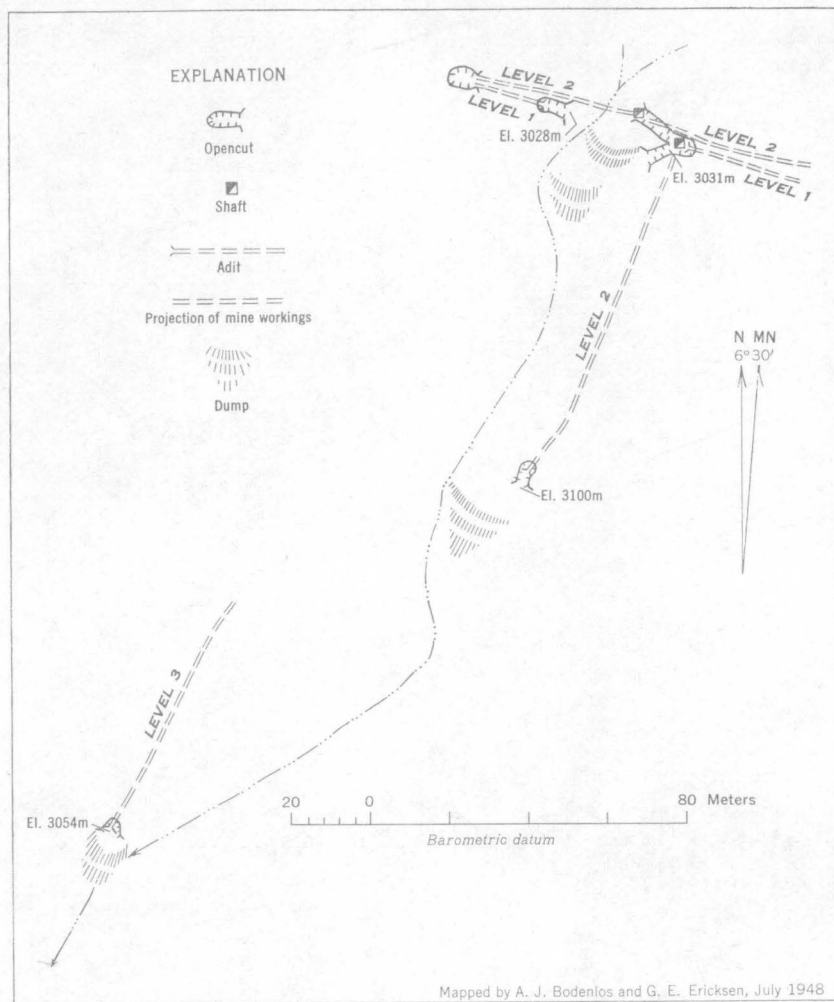 EXPLANATION
Opencut
Shaft
Adit
Projection of mine workings
Dump
LEVEL 2
LEVEL 1
El. 3028m
LEVEL 2
LEVEL 1
El. 3031m
LEVEL 2
N MN
6°30′
El. 3100m
LEVEL 3
El. 3054m
20 0 80 Meters
Barometric datum
Mapped by A. J. Bodenlos and G. E. Ericksen, July 1948